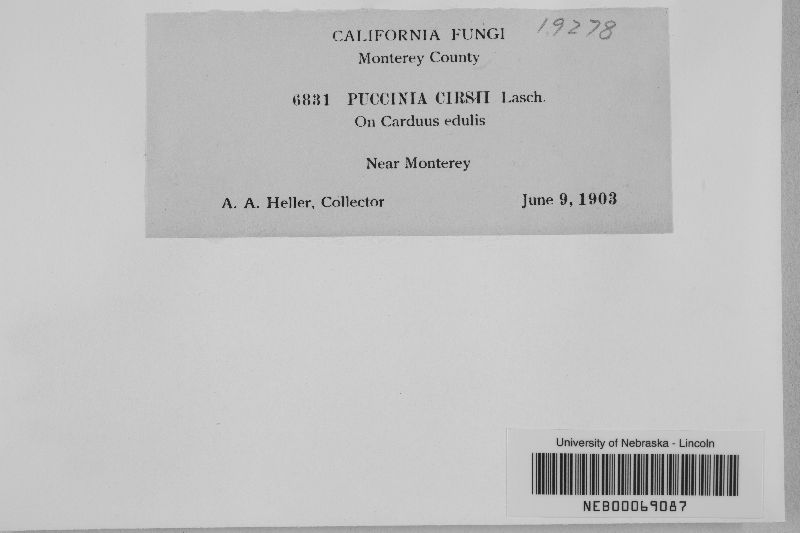 CALIFORNIA FUNGI 19278
Monterey County
6831 PUCCINIA CIRSII Lasch.
On Carduus edulis
Near Monterey
A. A. Heller, Collector June 9, 1903
University of Nebraska - Lincoln
NEB00069087